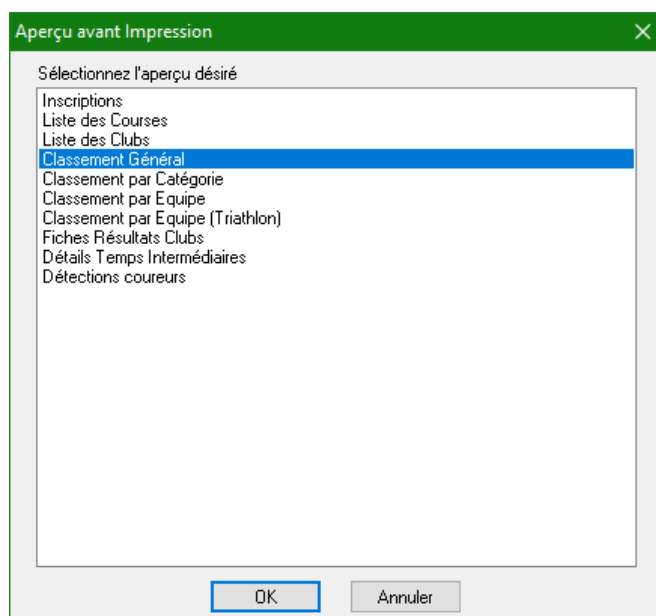 Aperçu avant Impression
Sélectionnez l'aperçu désiré
Inscriptions
Liste des Courses
Liste des Clubs
Classement Général
Classement par Catégorie
Classement par Equipe
Classement par Equipe (Triathlon)
Fiches Résultats Clubs
Détails Temps Intermédiaires
Détections coureurs
OK Annuler